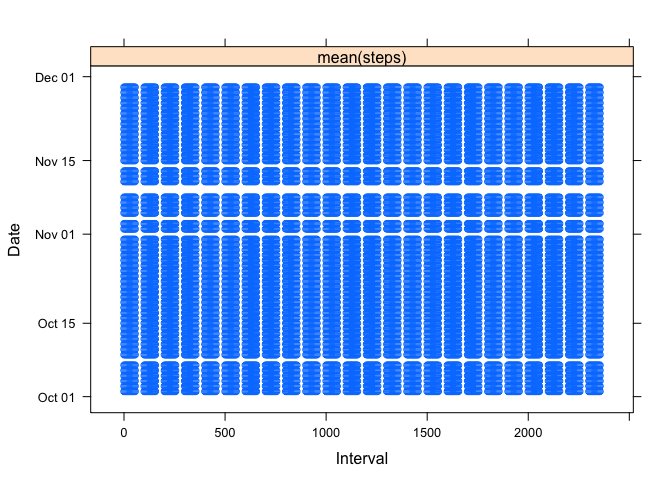 mean(steps)
Dec 01
Nov 15
Nov 01
Oct 15
Oct 01
Date
0 500 1000 1500 2000
Interval